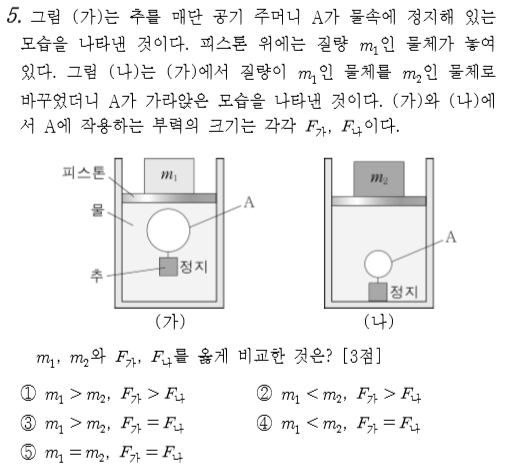 5. 그림 (가)는 추를 매단 공기 주머니 A가 물속에 정지해 있는
모습을 나타낸 것이다. 피스톤 위에는 질량 m₁인 물체가 놓여
있다. 그림 (나)는 (가)에서 질량이 m₁인 물체를 m₂인 물체로
바꾸었더니 A가 가라앉은 모습을 나타낸 것이다. (가)와 (나)에
서 A에 작용하는 부력의 크기는 각각 F가, F나이다.
피스톤
물
추
m₁
A
정지
(가)
m₂
A
정지
(나)
m₁, m₂와 F가, F나를 옳게 비교한 것은? [3점]
① m₁ > m₂, F가 > F나
② m₁ < m₂, F가 > F나
③ m₁ > m₂, F가 = F나
④ m₁ < m₂, F가 = F나
⑤ m₁ = m₂, F가 = F나